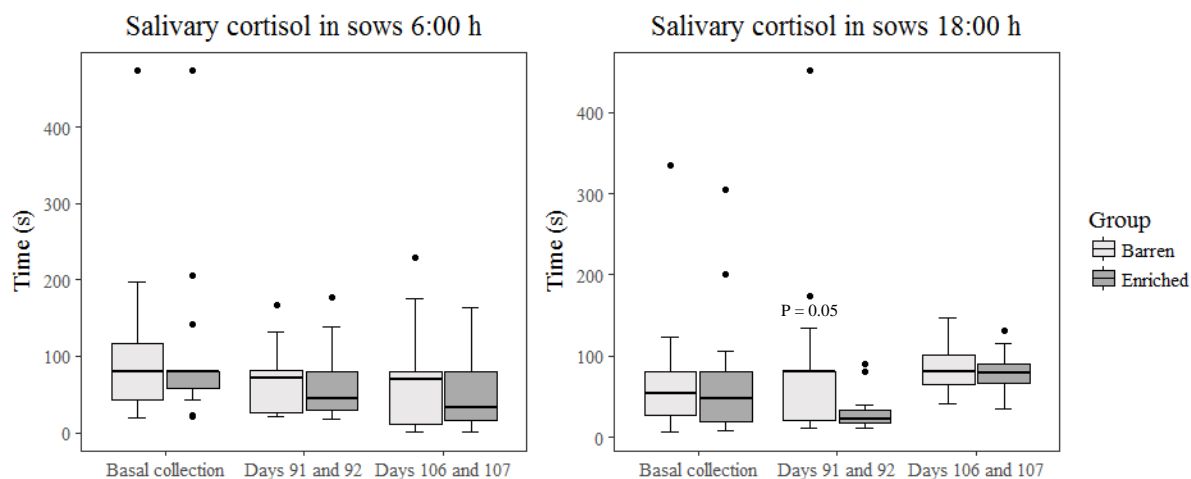 Salivary cortisol in sows 6:00 h
Time (s)
400
300
200
100
0
Basal collection
Days 91 and 92
Days 106 and 107
Salivary cortisol in sows 18:00 h
Time (s)
400
300
200
100
0
P = 0.05
Basal collection
Days 91 and 92
Days 106 and 107
Group
Barren
Enriched